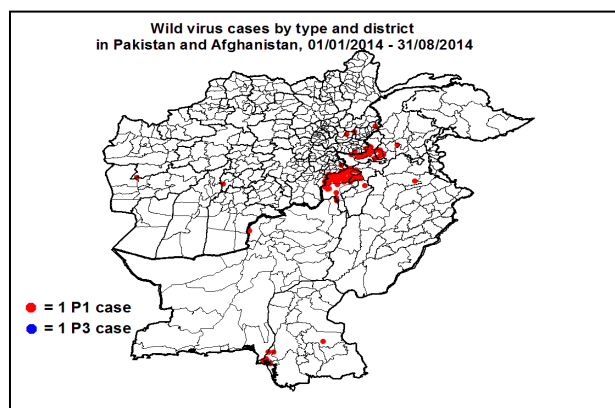 Wild virus cases by type and district
in Pakistan and Afghanistan, 01/01/2014 - 31/08/2014
= 1 P1 case
= 1 P3 case